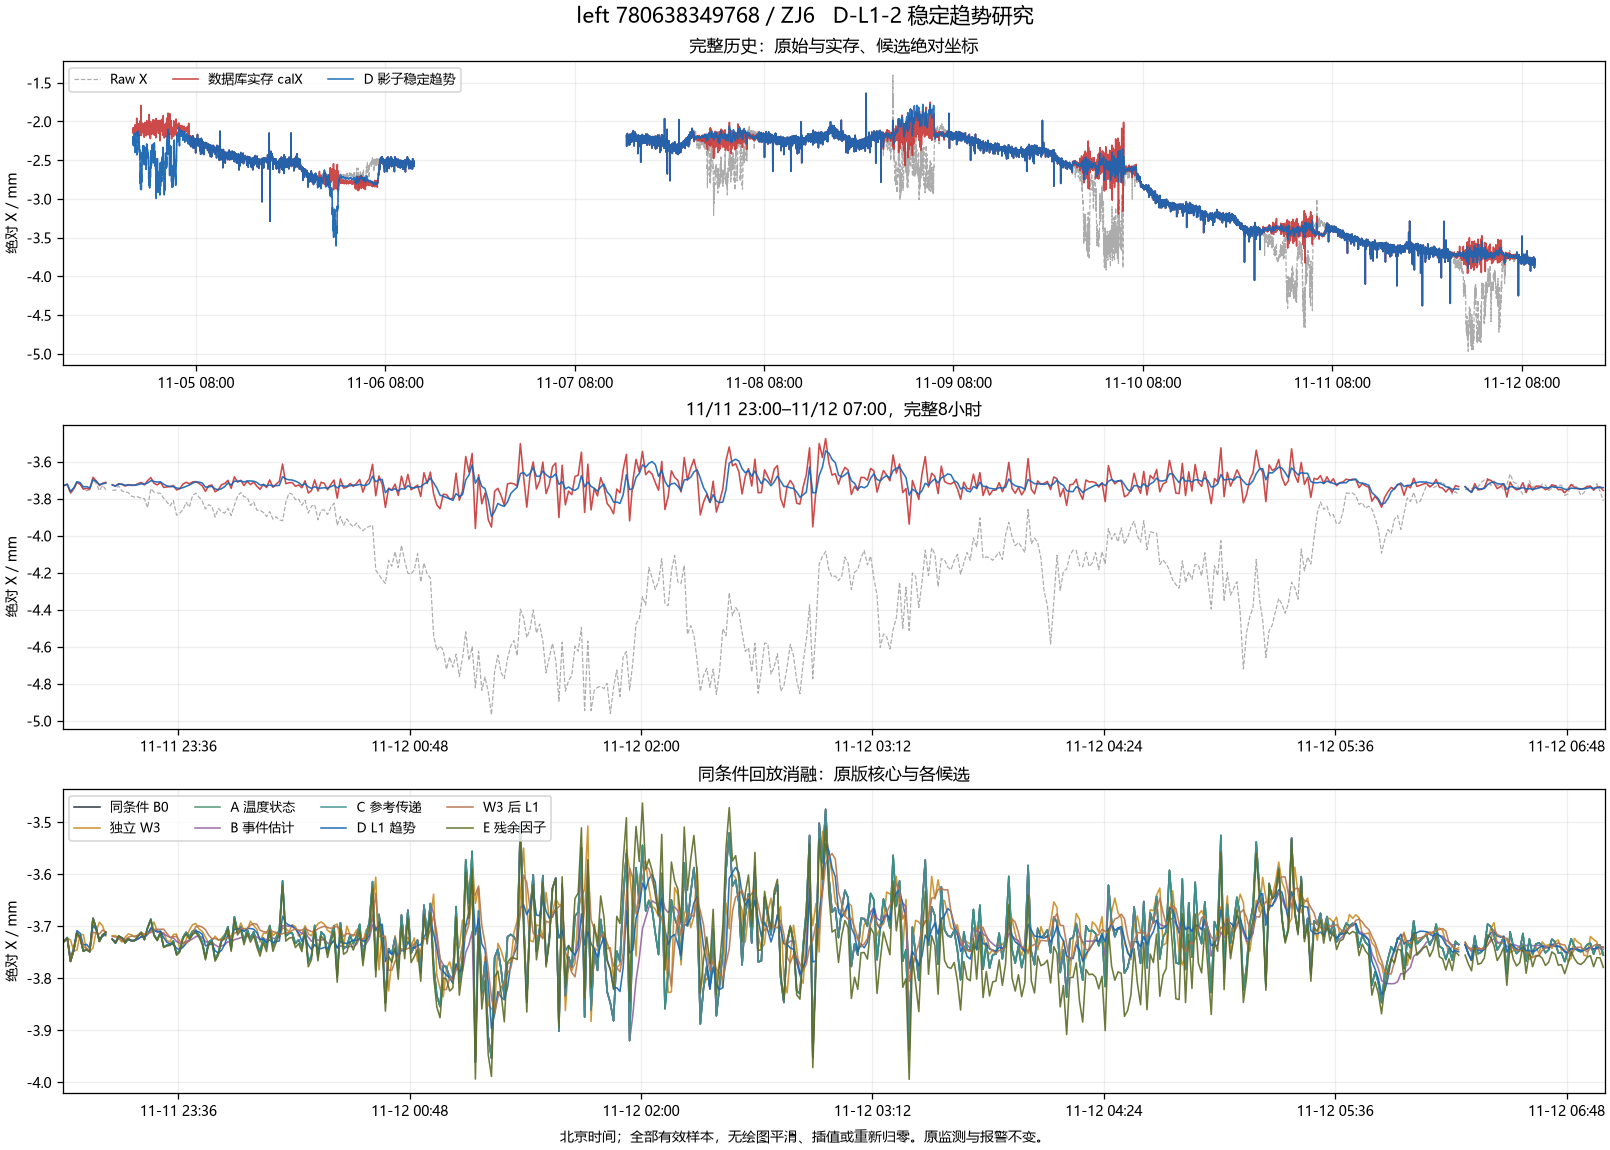 left 780638349768 / ZJ6   D-L1-2 稳定趋势研究
完整历史：原始与实存、候选绝对坐标
Raw X
数据库实存 calX
D 影子稳定趋势
绝对 X / mm
-1.5
-2.0
-2.5
-3.0
-3.5
-4.0
-4.5
-5.0
11-05 08:00
11-06 08:00
11-07 08:00
11-08 08:00
11-09 08:00
11-10 08:00
11-11 08:00
11-12 08:00
11/11 23:00–11/12 07:00，完整8小时
绝对 X / mm
-3.6
-3.8
-4.0
-4.2
-4.4
-4.6
-4.8
-5.0
11-11 23:36
11-12 00:48
11-12 02:00
11-12 03:12
11-12 04:24
11-12 05:36
11-12 06:48
同条件回放消融：原版核心与各候选
同条件 B0
A 温度状态
C 参考传递
W3 后 L1
独立 W3
B 事件估计
D L1 趋势
E 残余因子
绝对 X / mm
-3.5
-3.6
-3.7
-3.8
-3.9
-4.0
11-11 23:36
11-12 00:48
11-12 02:00
11-12 03:12
11-12 04:24
11-12 05:36
11-12 06:48
北京时间；全部有效样本，无绘图平滑、插值或重新归零。原监测与报警不变。